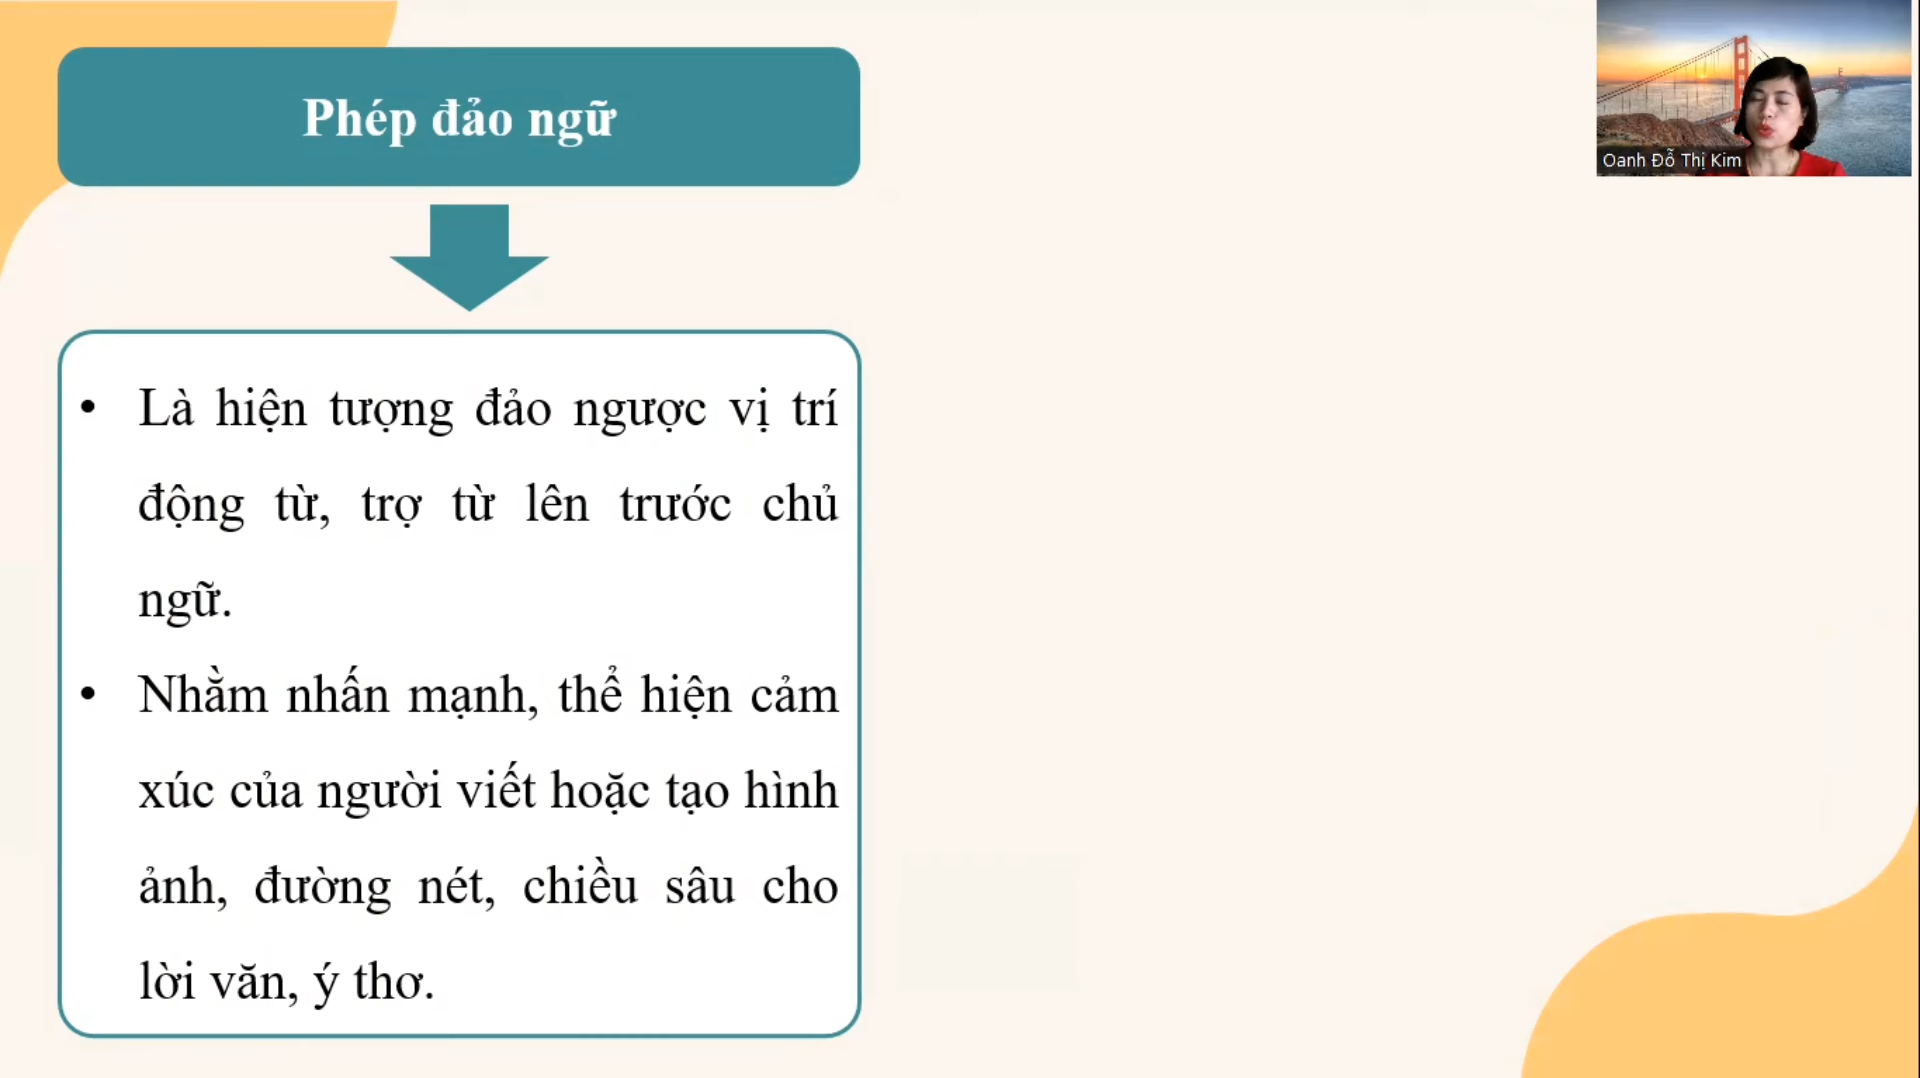 Phép đảo ngữ
Oanh Đỗ Thị Kim
• Là hiện tượng đảo ngược vị trí
động từ, trợ từ lên trước chủ
ngữ.
• Nhằm nhấn mạnh, thể hiện cảm
xúc của người viết hoặc tạo hình
ảnh, đường nét, chiều sâu cho
lời văn, ý thơ.